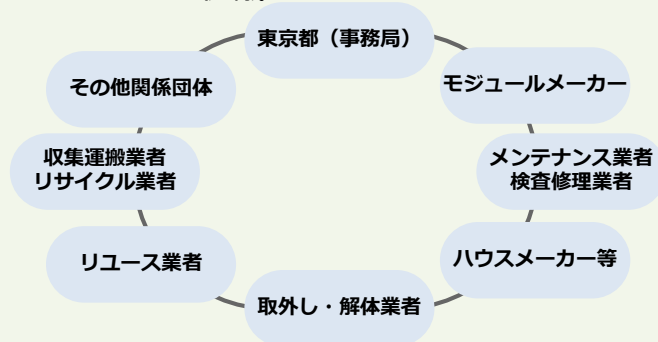 東京都（事務局）
モジュールメーカー
メンテナンス業者
検査修理業者
ハウスメーカー等
取外し・解体業者
リユース業者
収集運搬業者
リサイクル業者
その他関係団体